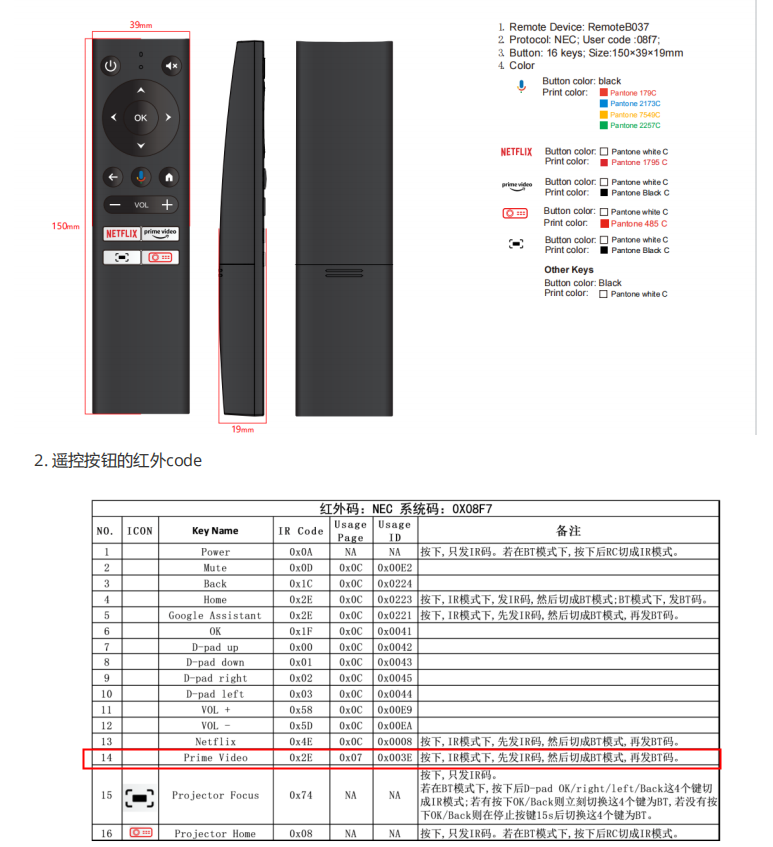 39mm
OK
VOL
NETFLIX
prime video
150mm
19mm
1. Remote Device: RemoteB037
2. Protocol: NEC; User code :08f7;
3. Button: 16 keys; Size:150×39×19mm
4. Color
Button color: black
Print color: Pantone 179C
Pantone 2173C
Pantone 7549C
Pantone 2257C
NETFLIX
Button color: Pantone white C
Print color: Pantone 1795 C
prime video
Button color: Pantone white C
Print color: Pantone Black C
Button color: Pantone white C
Print color: Pantone 485 C
Button color: Pantone white C
Print color: Pantone Black C
Other Keys
Button color: Black
Print color: Pantone white C
2. 遥控按钮的红外code
红外码：NEC 系统码：0X08F7
NO. ICON Key Name IR Code Usage Page Usage ID 备注
1 Power 0x0A NA NA 按下,只发IR码。若在BT模式下,按下后RC切成IR模式。
2 Mute 0x0D 0x0C 0x00E2
3 Back 0x1C 0x0C 0x0224
4 Home 0x2E 0x0C 0x0223 按下,IR模式下,发IR码,然后切成BT模式;BT模式下,发BT码。
5 Google Assistant 0x2E 0x0C 0x0221 按下,IR模式下,先发IR码,然后切成BT模式,再发BT码。
6 OK 0x1F 0x0C 0x0041
7 D-pad up 0x00 0x0C 0x0042
8 D-pad down 0x01 0x0C 0x0043
9 D-pad right 0x02 0x0C 0x0045
10 D-pad left 0x03 0x0C 0x0044
11 VOL + 0x58 0x0C 0x00E9
12 VOL - 0x5D 0x0C 0x00EA
13 Netflix 0x4E 0x0C 0x0008 按下,IR模式下,先发IR码,然后切成BT模式,再发BT码。
14 Prime Video 0x2E 0x07 0x003E 按下,IR模式下,先发IR码,然后切成BT模式,再发BT码。
15 Projector Focus 0x74 NA NA 按下,只发IR码。
若在BT模式下,按下后D-pad OK/right/left/Back这4个键切
成IR模式;若有按下OK/Back则立刻切换这4个键为BT,若没有按
下OK/Back则在停止按键15s后切换这4个键为BT。
16 Projector Home 0x08 NA NA 按下,只发IR码。若在BT模式下,按下后RC切成IR模式。